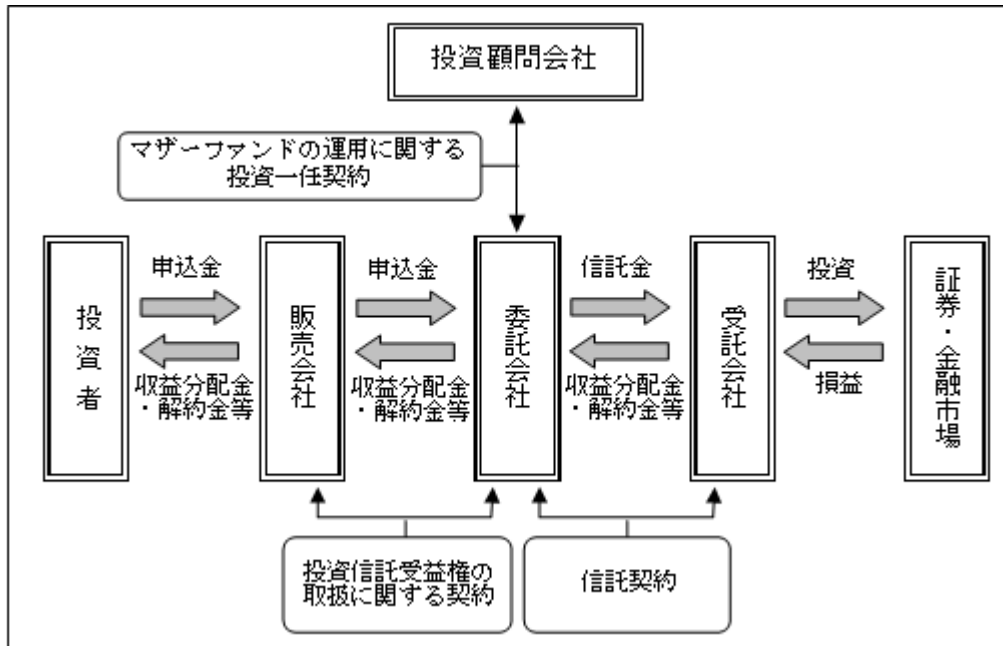 投資顧問会社
マザーファンドの運用に関する
投資一任契約
申込金
申込金
信託金
投資
投資者
販売会社
委託会社
受託会社
証券・金融市場
収益分配金
・解約金等
収益分配金
・解約金等
収益分配金
・解約金等
損益
投資信託受益権の
取扱に関する契約
信託契約